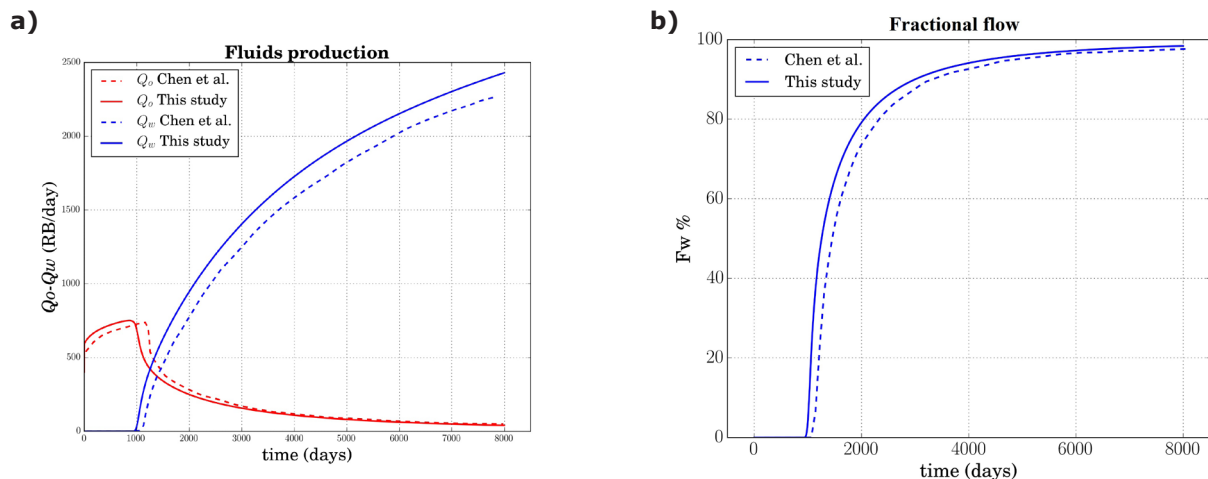 a)
Fluids production
Qo Chen et al.
Qo This study
Qw Chen et al.
Qw This study
2500
2000
1500
1000
500
0
Qo-Qw (RB/day)
0 1000 2000 3000 4000 5000 6000 7000 8000
time (days)
b)
Fractional flow
Chen et al.
This study
100
80
60
40
20
0
Fw %
0 2000 4000 6000 8000
time (days)